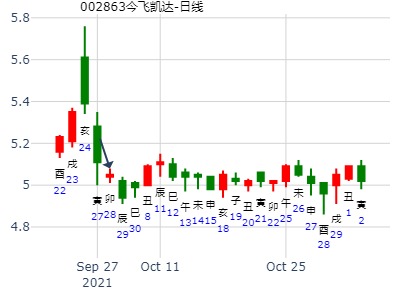 002863今飞凯达-日线
5.8
5.6
5.4
5.2
5
4.8
酉 戌 亥 寅 卯 辰 巳 丑 辰 巳 午 未 申 亥 子 丑 寅 卯 午 未 申 酉 戌 丑 寅
22 23 24 27 28 29 30 8 11 12 13 14 15 18 19 20 21 22 25 26 27 28 29 1 2
Sep 27 Oct 11 Oct 25
2021